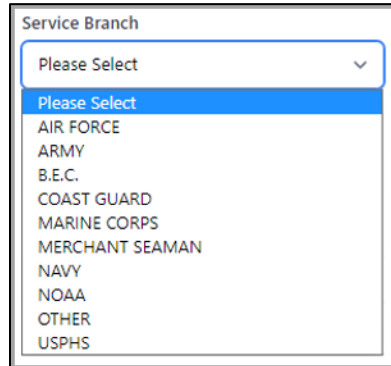 Service Branch
Please Select
Please Select
AIR FORCE
ARMY
B.E.C.
COAST GUARD
MARINE CORPS
MERCHANT SEAMAN
NAVY
NOAA
OTHER
USPHS